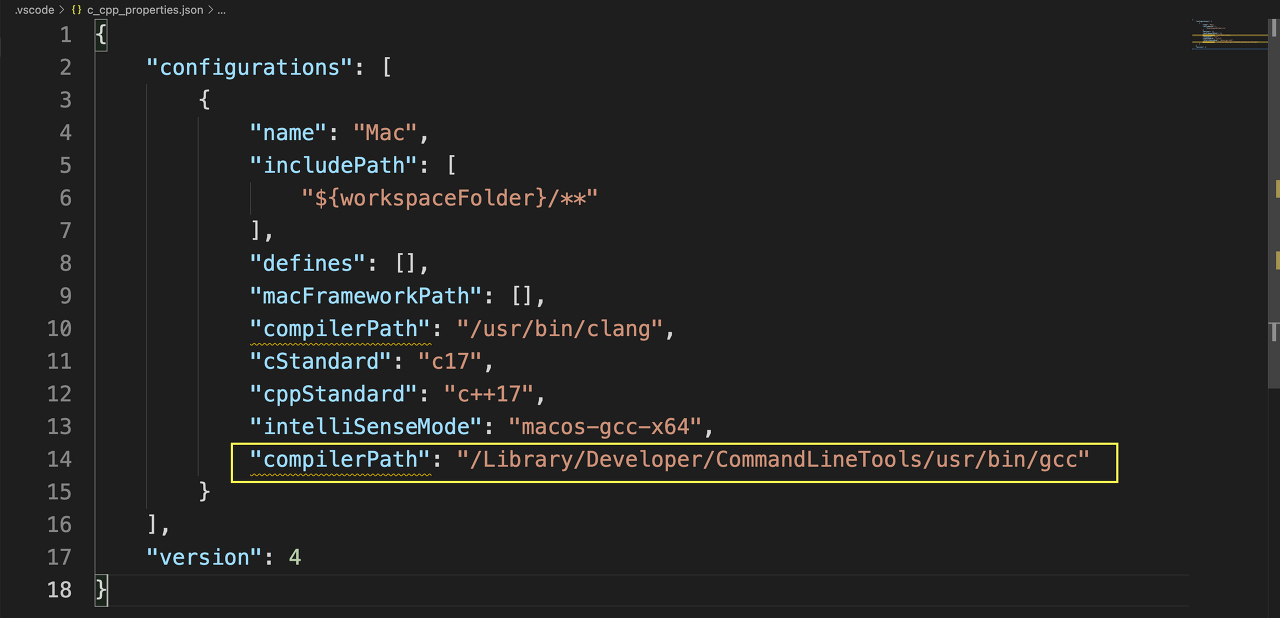 .vscode > {} c_cpp_properties.json > ...
1 {
2     "configurations": [
3         {
4             "name": "Mac",
5             "includePath": [
6                 "${workspaceFolder}/**"
7             ],
8             "defines": [],
9             "macFrameworkPath": [],
10             "compilerPath": "/usr/bin/clang",
11             "cStandard": "c17",
12             "cppStandard": "c++17",
13             "intelliSenseMode": "macos-gcc-x64",
14             "compilerPath": "/Library/Developer/CommandLineTools/usr/bin/gcc"
15         }
16     ],
17     "version": 4
18 }